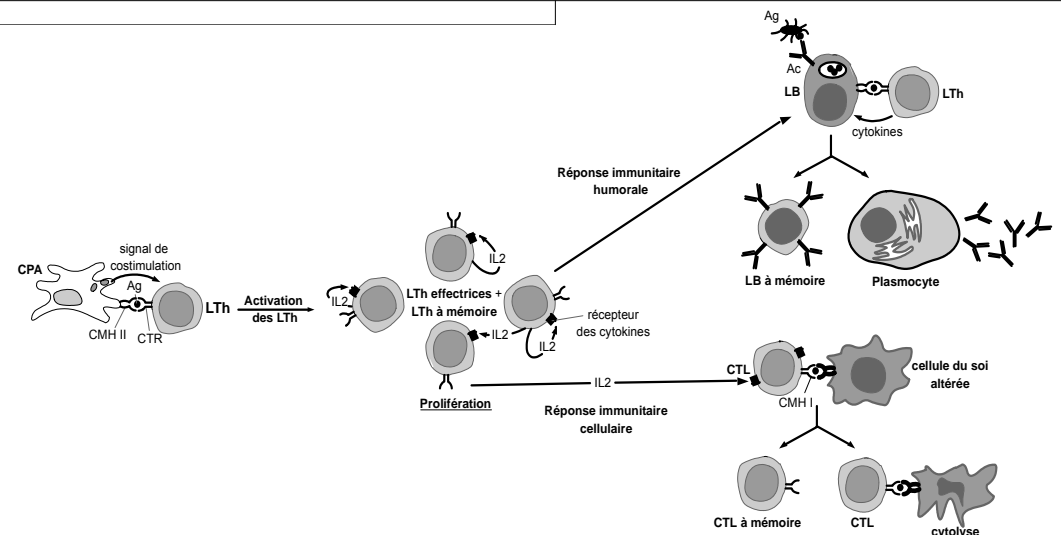 Ag
Ac
LB
LTh
cytokines
Réponse immunitaire
humorale
LB à mémoire
Plasmocyte
signal de
costimulation
CPA
Ag
LTh
CMH II
CTR
Activation
des LTh
IL2
IL2
LTh effectrices +
LTh à mémoire
IL2
IL2
récepteur
des cytokines
Prolifération
IL2
Réponse immunitaire
cellulaire
CTL
CMH I
cellule du soi
altérée
CTL à mémoire
CTL
cytolyse